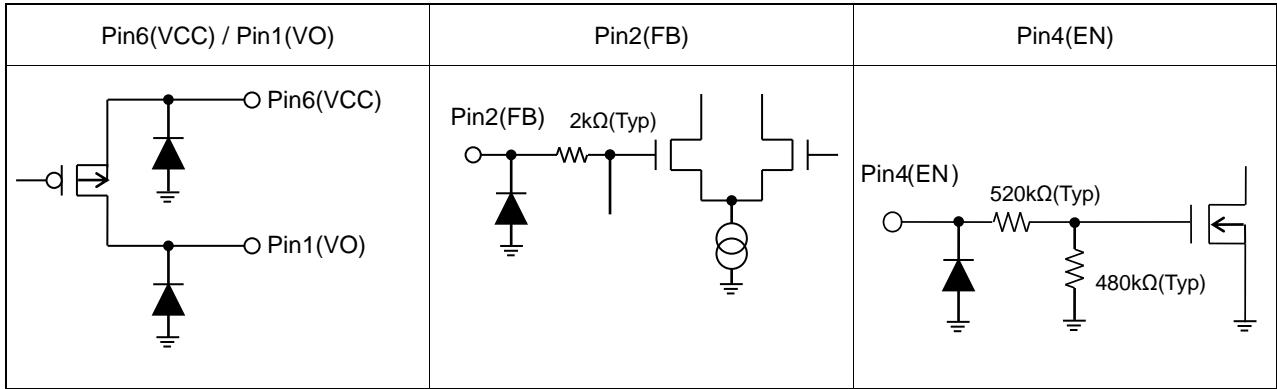 Pin6(VCC) / Pin1(VO)
Pin2(FB)
Pin4(EN)
Pin6(VCC)
Pin1(VO)
Pin2(FB)
2kΩ(Typ)
Pin4(EN)
520kΩ(Typ)
480kΩ(Typ)